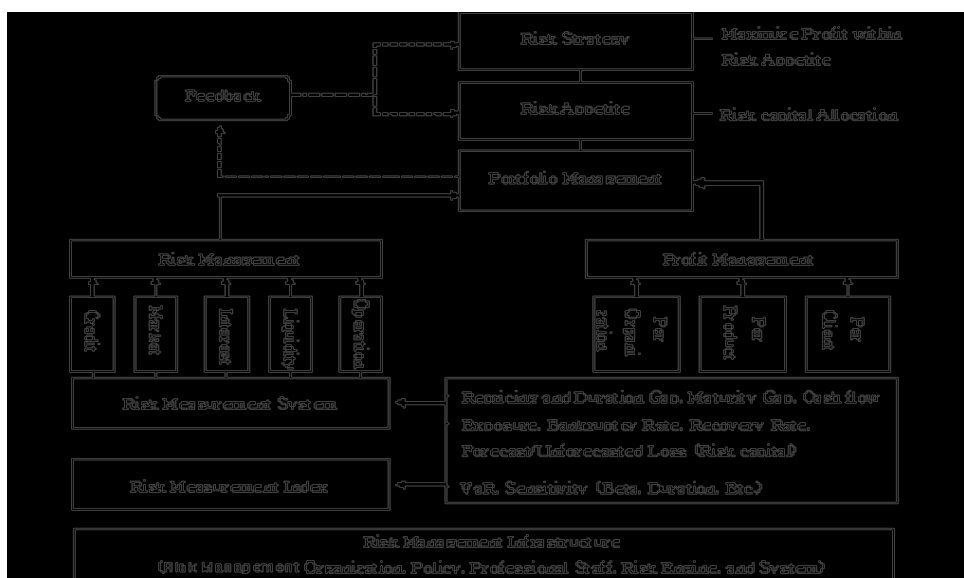 Risk Strategy
Maximize Profit within
Risk Appetite
Feedback
Risk Appetite
Risk capital Allocation
Portfolio Management
Risk Management
Profit Management
Credit
Market
Interest
Liquidity
Operation
Per
Organi
zation
Per
Product
Per
Client
Risk Measurement System
Repricing and Duration Gap, Maturity Gap, Cash flow
Exposure, Bankruptcy Rate, Recovery Rate,
Forecast/Unforecasted Loss (Risk capital)
Risk Measurement Index
VaR, Sensitivity (Beta, Duration, Etc.)
Risk Management Infrastructure
(Risk Management Organization, Policy, Professional Staff, Risk Engine, and System)